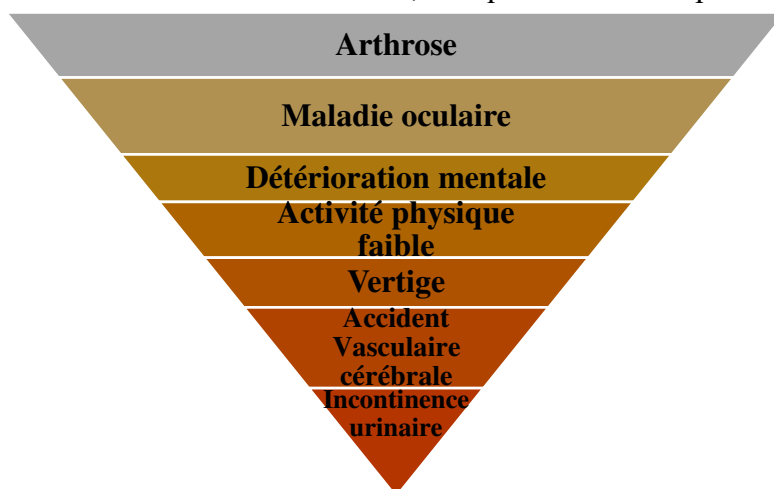 Arthrose
Maladie oculaire
Détérioration mentale
Activité physique
faible
Vertige
Accident
Vasculaire
cérébrale
Incontinence
urinaire